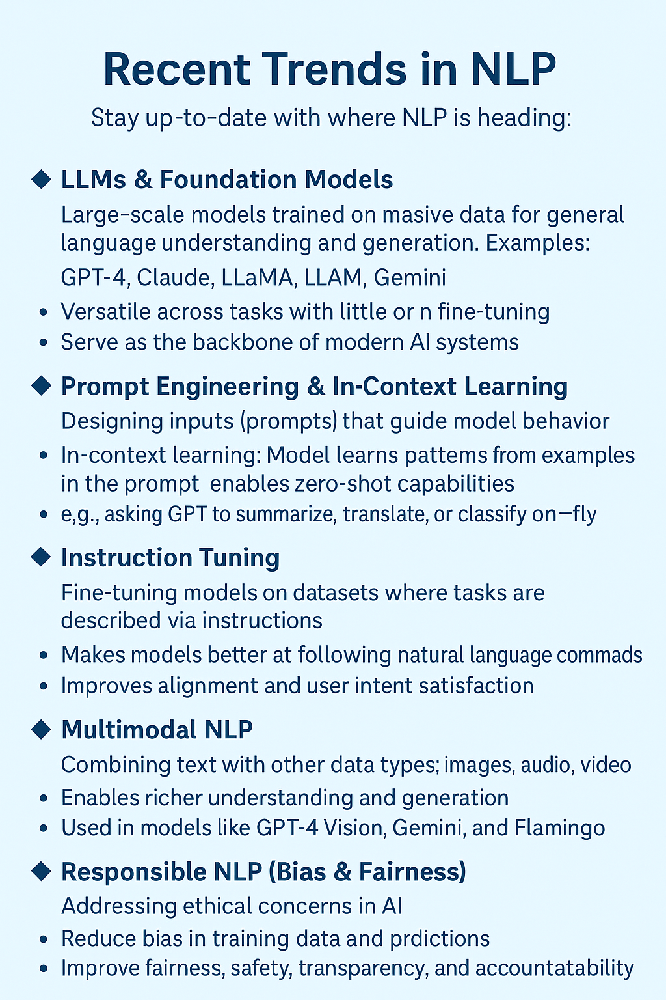 Recent Trends in NLP
Stay up-to-date with where NLP is heading:
◆ LLMs & Foundation Models
Large-scale models trained on masive data for general
language understanding and generation. Examples:
GPT-4, Claude, LLaMA, LLAM, Gemini
• Versatile across tasks with little or n fine-tuning
• Serve as the backbone of modern AI systems
◆ Prompt Engineering & In-Context Learning
Designing inputs (prompts) that guide model behavior
• In-context learning: Model learns pattems from examples
in the prompt enables zero-shot capabilities
• e,g., asking GPT to summarize, translate, or classify on—fly
◆ Instruction Tuning
Fine-tuning models on datasets where tasks are
described via instructions
• Makes models better at following natural language commads
• Improves alignment and user intent satisfaction
◆ Multimodal NLP
Combining text with other data types; images, audio, video
• Enables richer understanding and generation
• Used in models like GPT-4 Vision, Gemini, and Flamingo
◆ Responsible NLP (Bias & Fairness)
Addressing ethical concerns in AI
• Reduce bias in training data and prdictions
• Improve fairness, safety, transparency, and accountatability